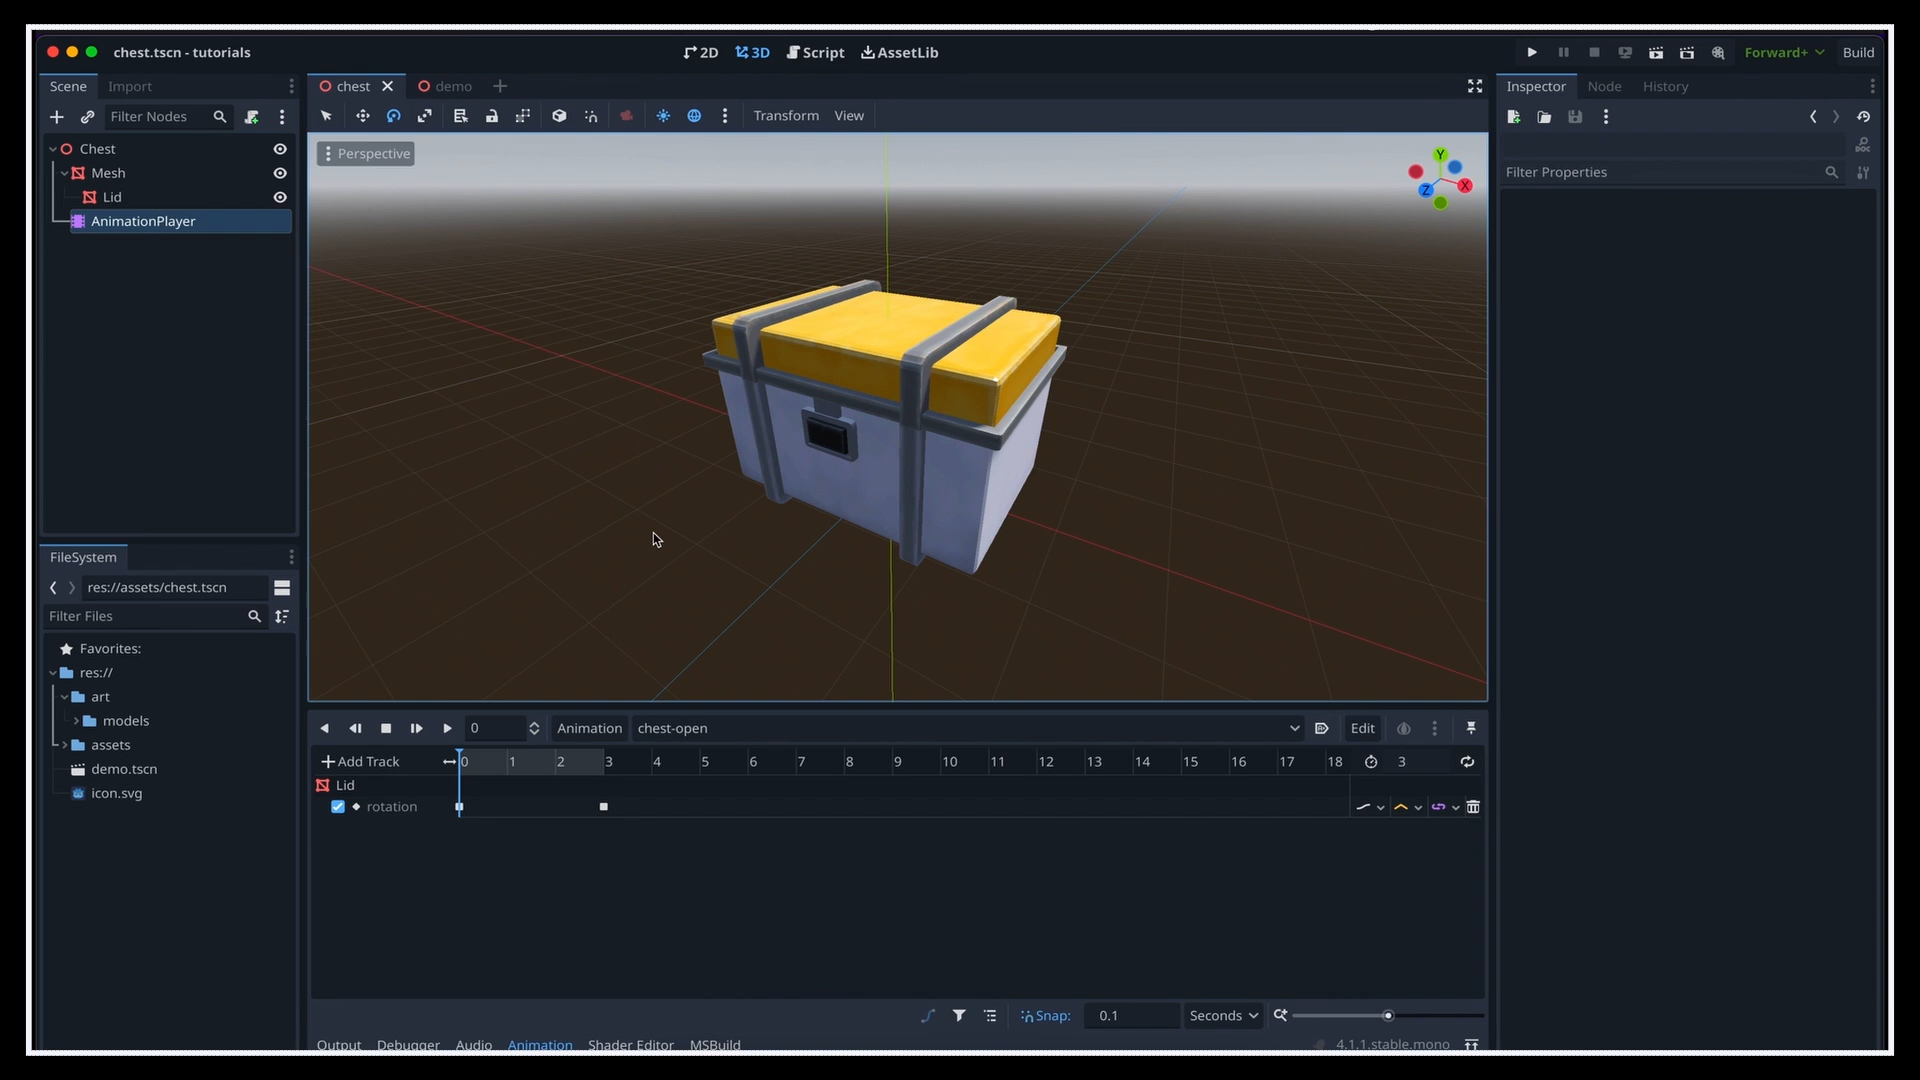 chest.tscn - tutorials
2D 3D Script AssetLib
Forward+ Build
Scene Import
Filter Nodes
Chest
Mesh
Lid
AnimationPlayer
FileSystem
res://assets/chest.tscn
Filter Files
Favorites:
res://
art
models
assets
demo.tscn
icon.svg
chest demo
Transform View
Perspective
Y
X
Z
0 Animation chest-open Edit
Add Track 0 1 2 3 4 5 6 7 8 9 10 11 12 13 14 15 16 17 18 3
Lid
rotation
Snap: 0.1 Seconds
Output Debugger Audio Animation Shader Editor MSBuild 4.1.1.stable.mono
Inspector Node History
DOC
Filter Properties